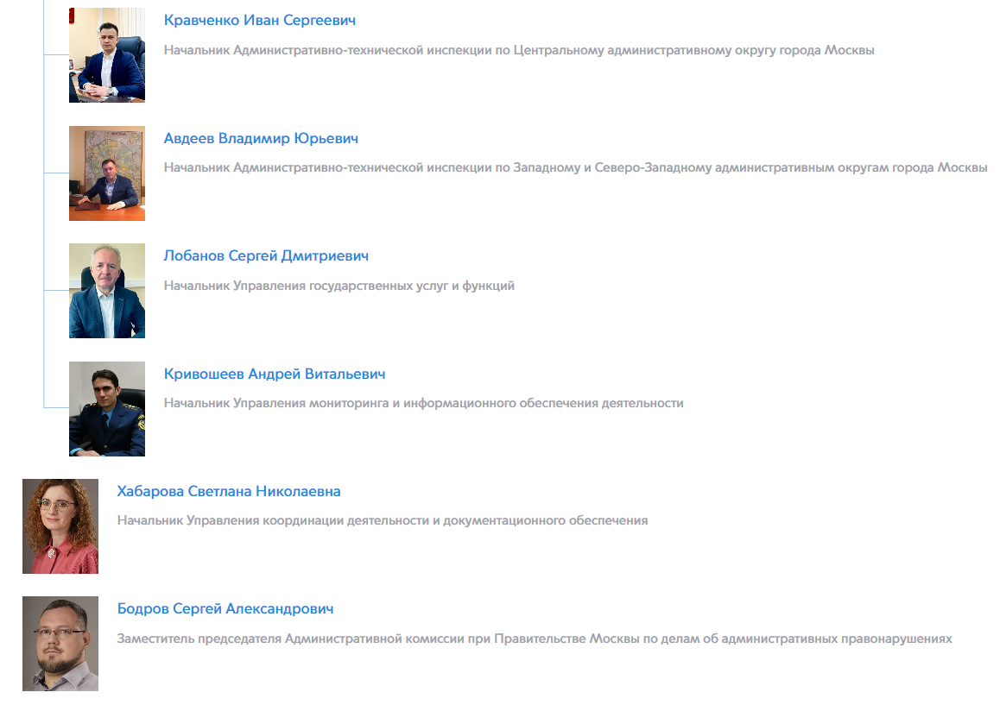 Кравченко Иван Сергеевич
Начальник Административно-технической инспекции по Центральному административному округу города Москвы
Авдеев Владимир Юрьевич
Начальник Административно-технической инспекции по Западному и Северо-Западному административным округам города Москвы
Лобанов Сергей Дмитриевич
Начальник Управления государственных услуг и функций
Кривошеев Андрей Витальевич
Начальник Управления мониторинга и информационного обеспечения деятельности
Хабарова Светлана Николаевна
Начальник Управления координации деятельности и документационного обеспечения
Бодров Сергей Александрович
Заместитель председателя Административной комиссии при Правительстве Москвы по делам об административных правонарушениях